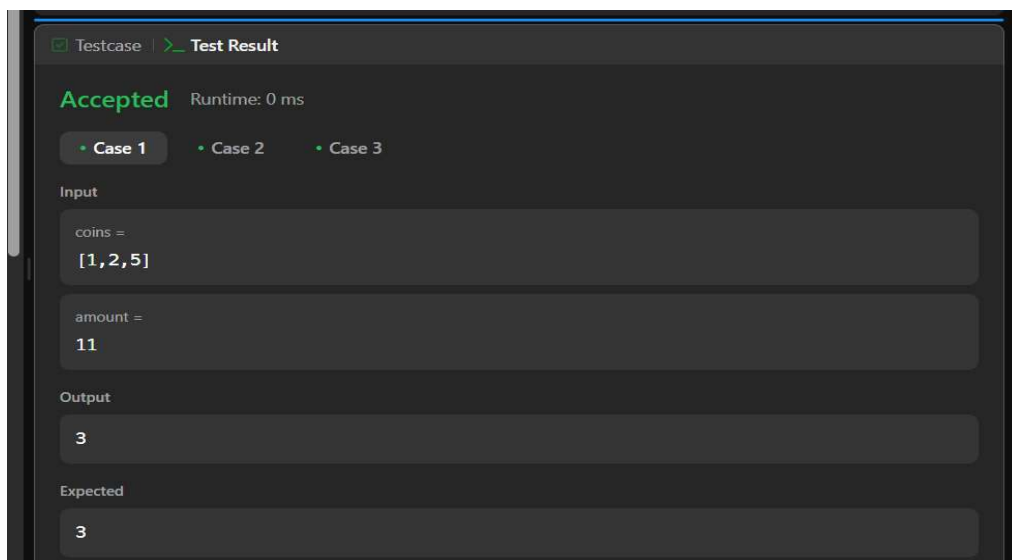 Testcase | >_ Test Result
Accepted Runtime: 0 ms
• Case 1 • Case 2 • Case 3
Input
coins =
[1,2,5]
amount =
11
Output
3
Expected
3